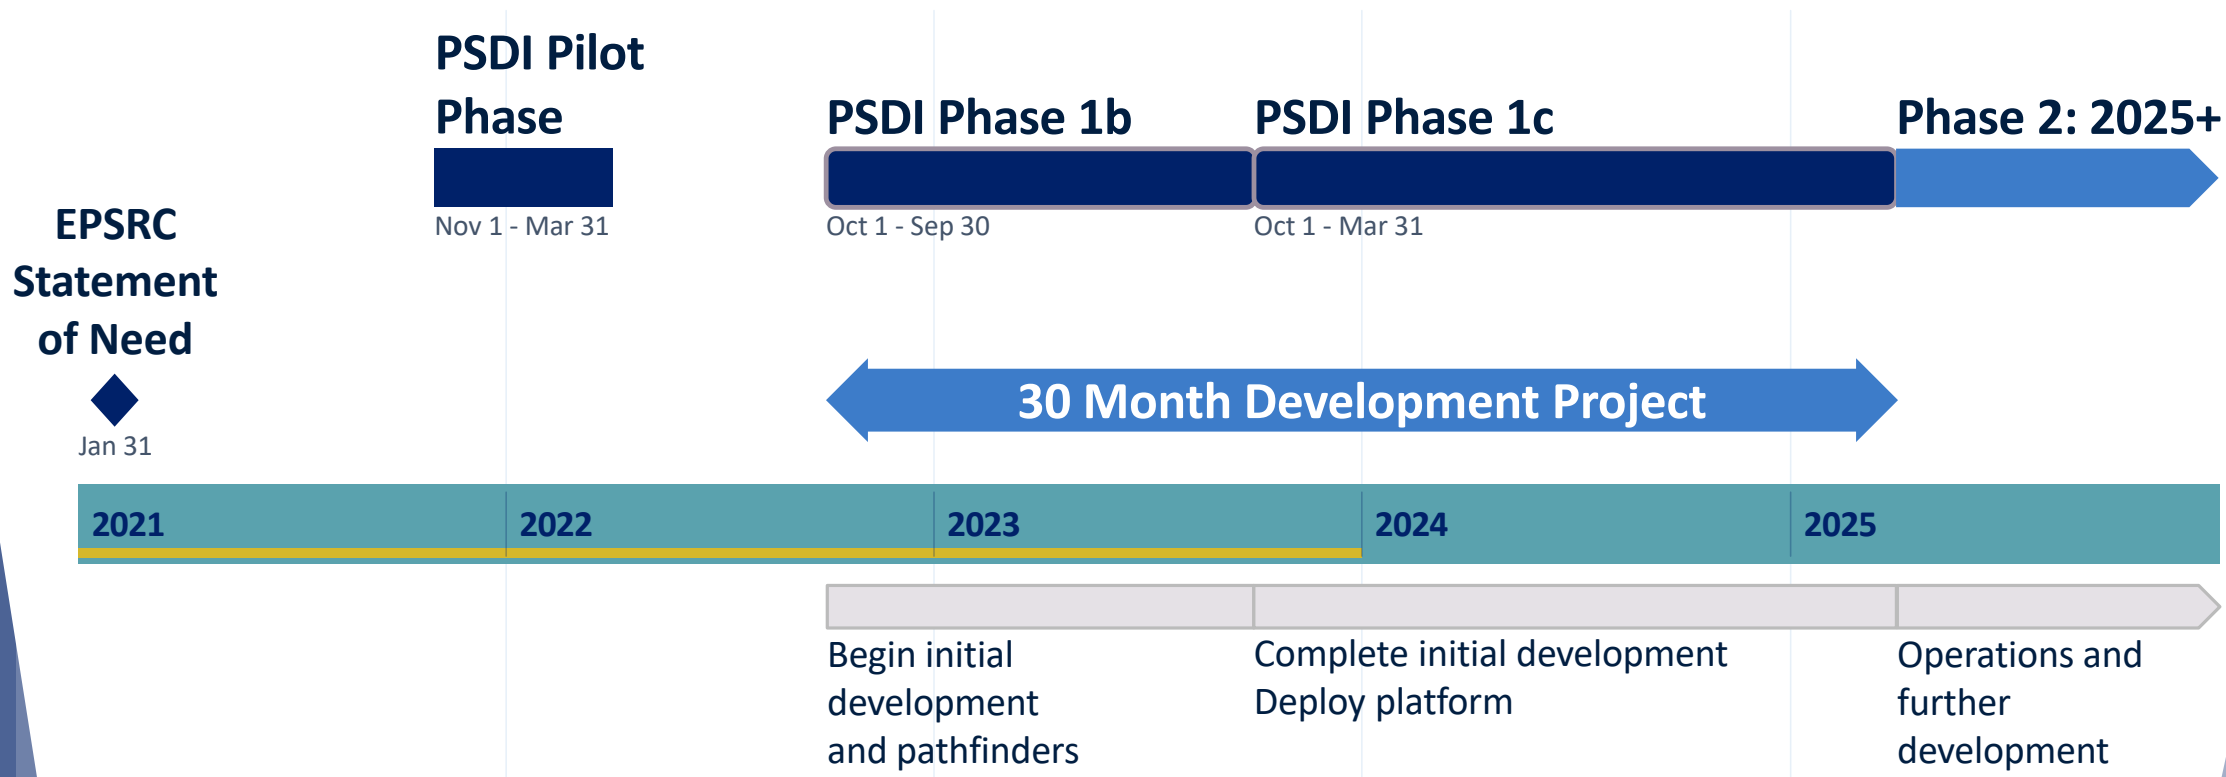 PSDI Pilot
Phase
Nov 1 - Mar 31
PSDI Phase 1b
Oct 1 - Sep 30
PSDI Phase 1c
Oct 1 - Mar 31
Phase 2: 2025+
EPSRC
Statement
of Need
Jan 31
30 Month Development Project
2021
2022
2023
2024
2025
Begin initial
development
and pathfinders
Complete initial development
Deploy platform
Operations and
further
development